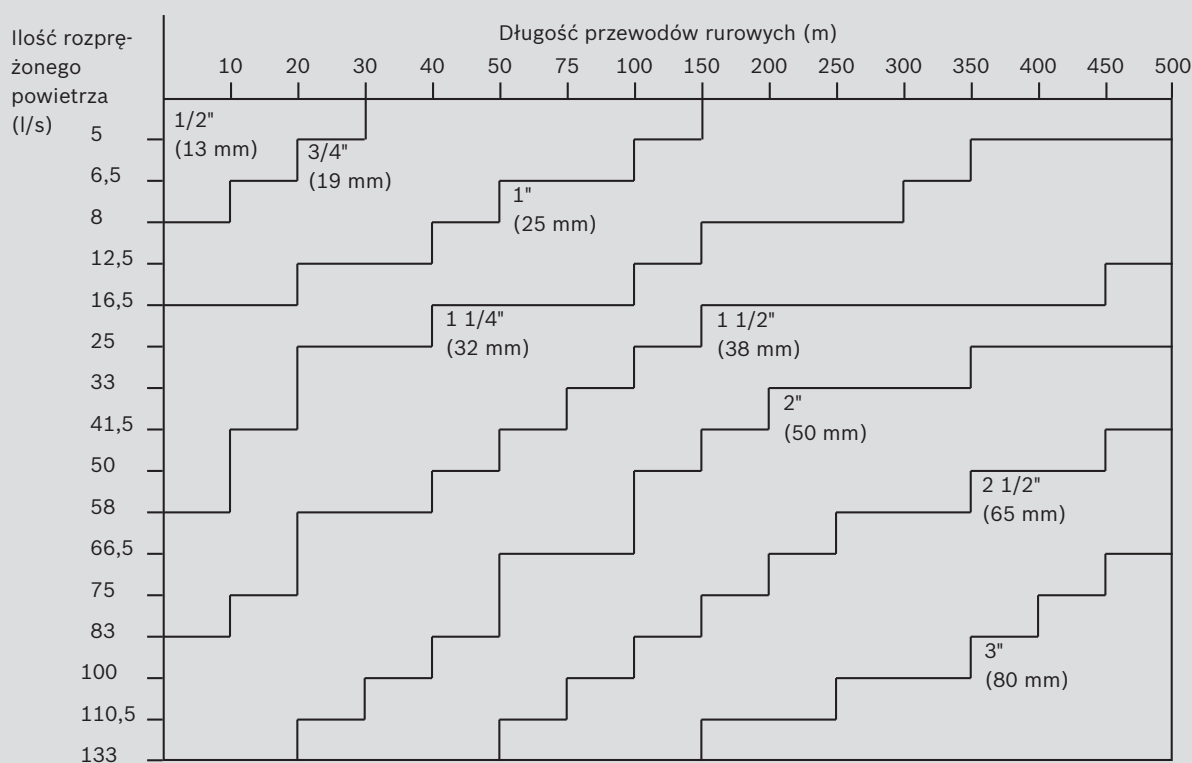 Ilość rozprę-
żonego
powietrza
(l/s)
Długość przewodów rurowych (m)
10 20 30 40 50 75 100 150 200 250 300 350 400 450 500
5
6,5
8
12,5
16,5
25
33
41,5
50
58
66,5
75
83
100
110,5
133
1/2"
(13 mm)
3/4"
(19 mm)
1"
(25 mm)
1 1/4"
(32 mm)
1 1/2"
(38 mm)
2"
(50 mm)
2 1/2"
(65 mm)
3"
(80 mm)